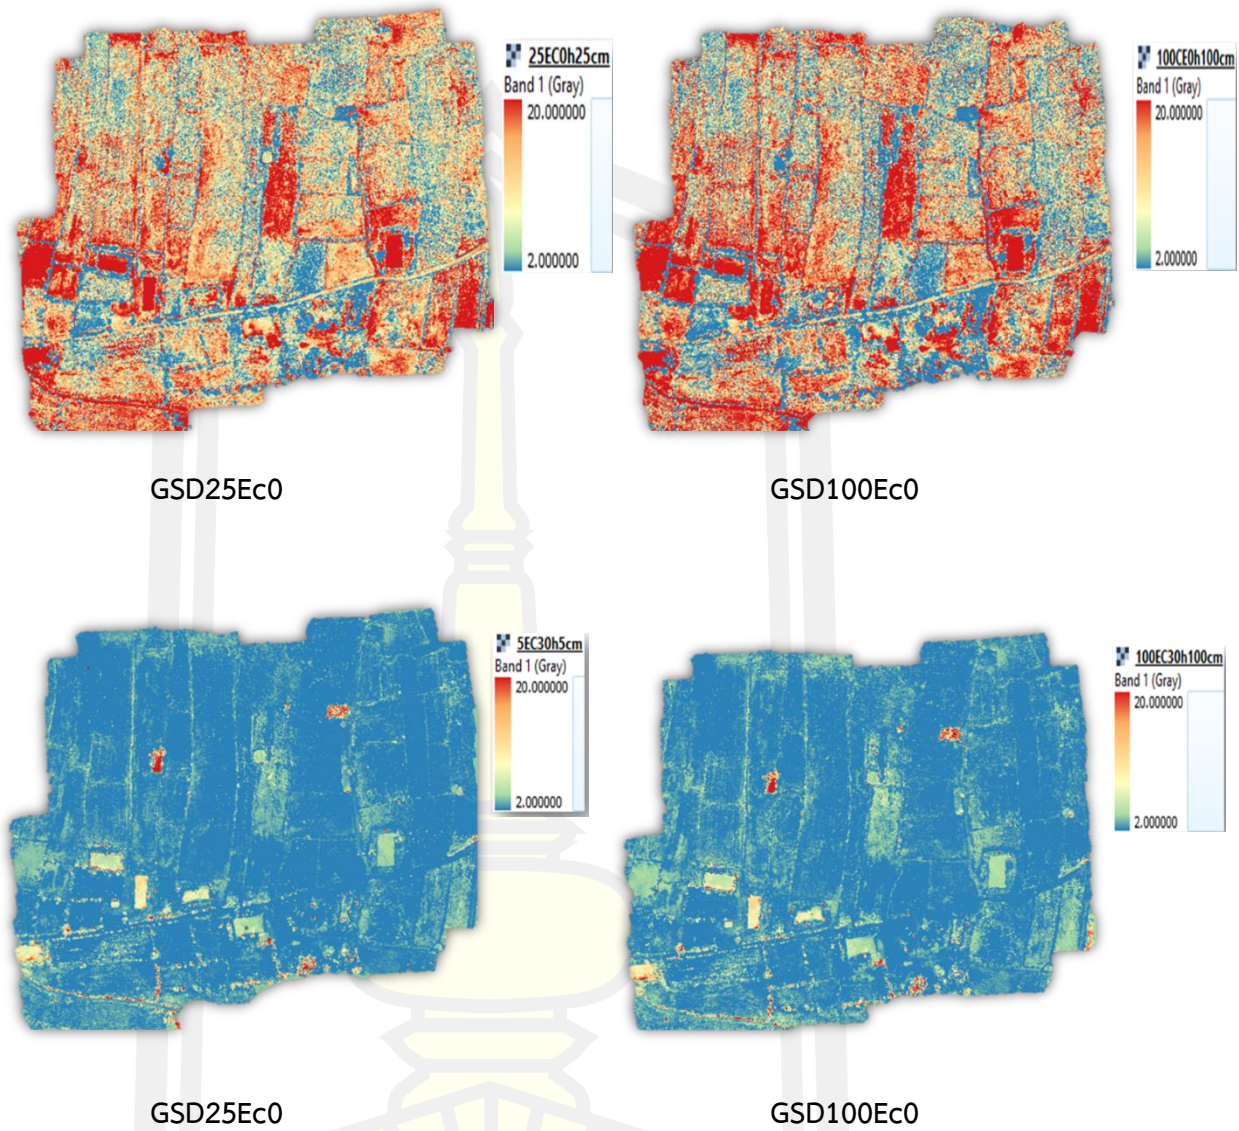 25EC0h25cm
Band 1 (Gray)
20.000000
2.000000
100CE0h100cm
Band 1 (Gray)
20.000000
2.000000
GSD25Ec0
GSD100Ec0
5EC30h5cm
Band 1 (Gray)
20.000000
2.000000
100EC30h100cm
Band 1 (Gray)
20.000000
2.000000
GSD25Ec0
GSD100Ec0